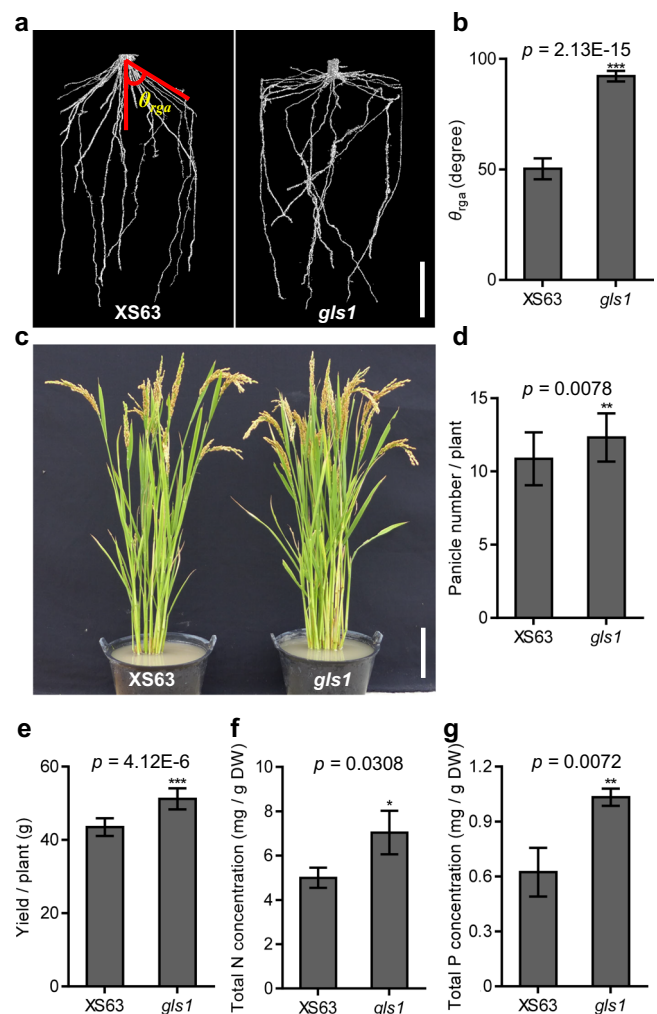 a
θrga
XS63
gls1
b
p = 2.13E-15
***
100
50
0
θrga (degree)
XS63
gls1
c
XS63
gls1
d
p = 0.0078
**
15
10
5
0
Panicle number / plant
XS63
gls1
e
p = 4.12E-6
***
60
40
20
0
Yield / plant (g)
XS63
gls1
f
p = 0.0308
*
10
8
6
4
2
0
Total N concentration (mg / g DW)
XS63
gls1
g
p = 0.0072
**
1.2
0.9
0.6
0.3
0
Total P concentration (mg / g DW)
XS63
gls1